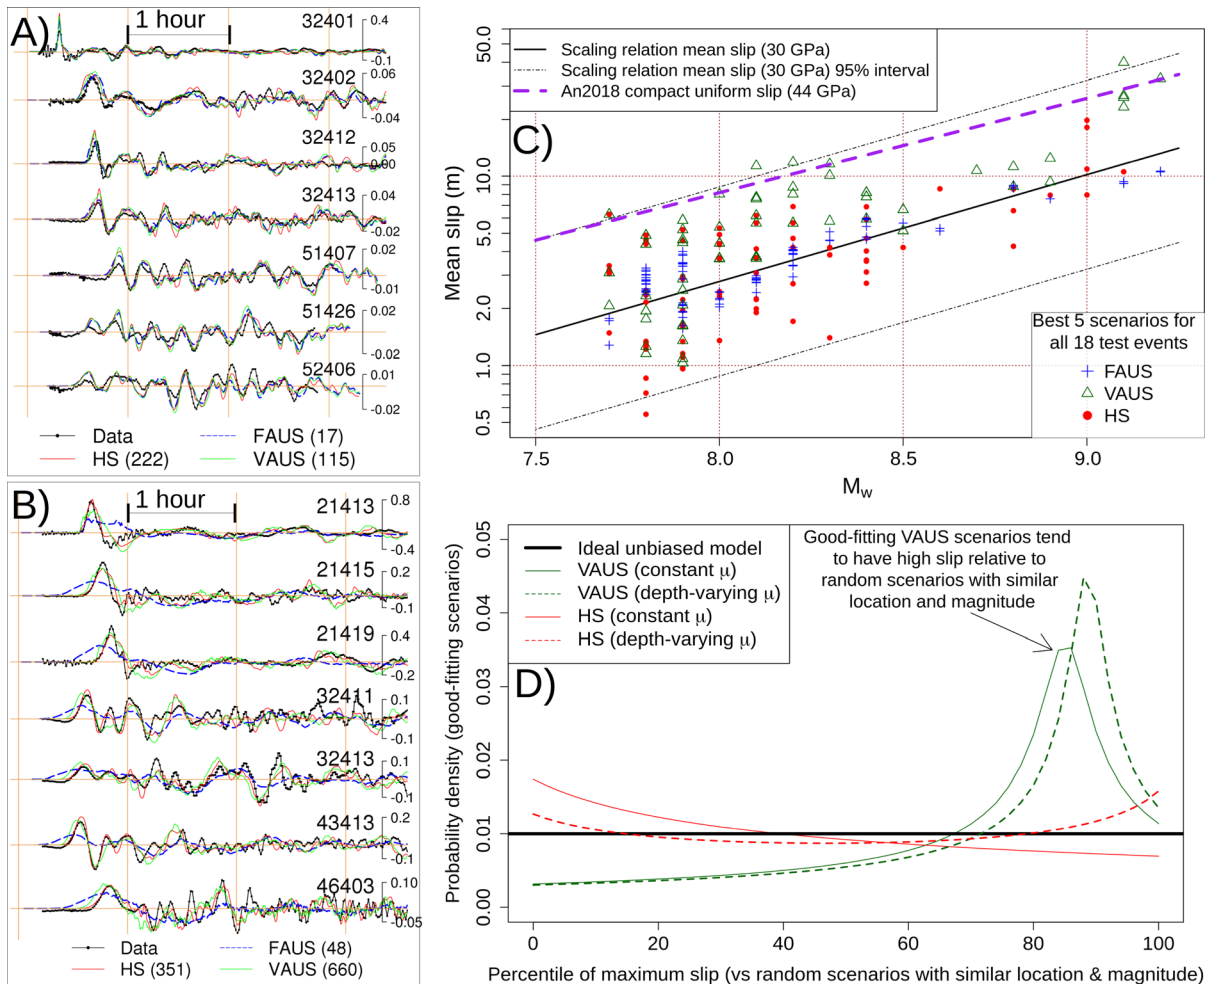 A)
1 hour
32401
0.4
-0.1
32402
0.06
-0.04
32412
0.05
0.00
32413
0.04
-0.02
51407
0.02
-0.01
51426
0.02
-0.02
52406
0.01
-0.02
Data
FAUS (17)
HS (222)
VAUS (115)
B)
1 hour
21413
0.8
-0.4
21415
0.2
-0.1
21419
0.4
-0.2
32411
0.1
-0.1
32413
0.1
-0.1
43413
0.2
-0.1
46403
0.10
-0.05
Data
FAUS (48)
HS (351)
VAUS (660)
C)
Scaling relation mean slip (30 GPa)
Scaling relation mean slip (30 GPa) 95% interval
An2018 compact uniform slip (44 GPa)
Mean slip (m)
50.0
20.0
10.0
5.0
2.0
1.0
0.5
Best 5 scenarios for
all 18 test events
FAUS
VAUS
HS
7.5
8.0
8.5
9.0
Mw
D)
Ideal unbiased model
VAUS (constant μ)
VAUS (depth-varying μ)
HS (constant μ)
HS (depth-varying μ)
Good-fitting VAUS scenarios tend
to have high slip relative to
random scenarios with similar
location and magnitude
Probability density (good-fitting scenarios)
0.05
0.04
0.03
0.02
0.01
0.00
0
20
40
60
80
100
Percentile of maximum slip (vs random scenarios with similar location & magnitude)